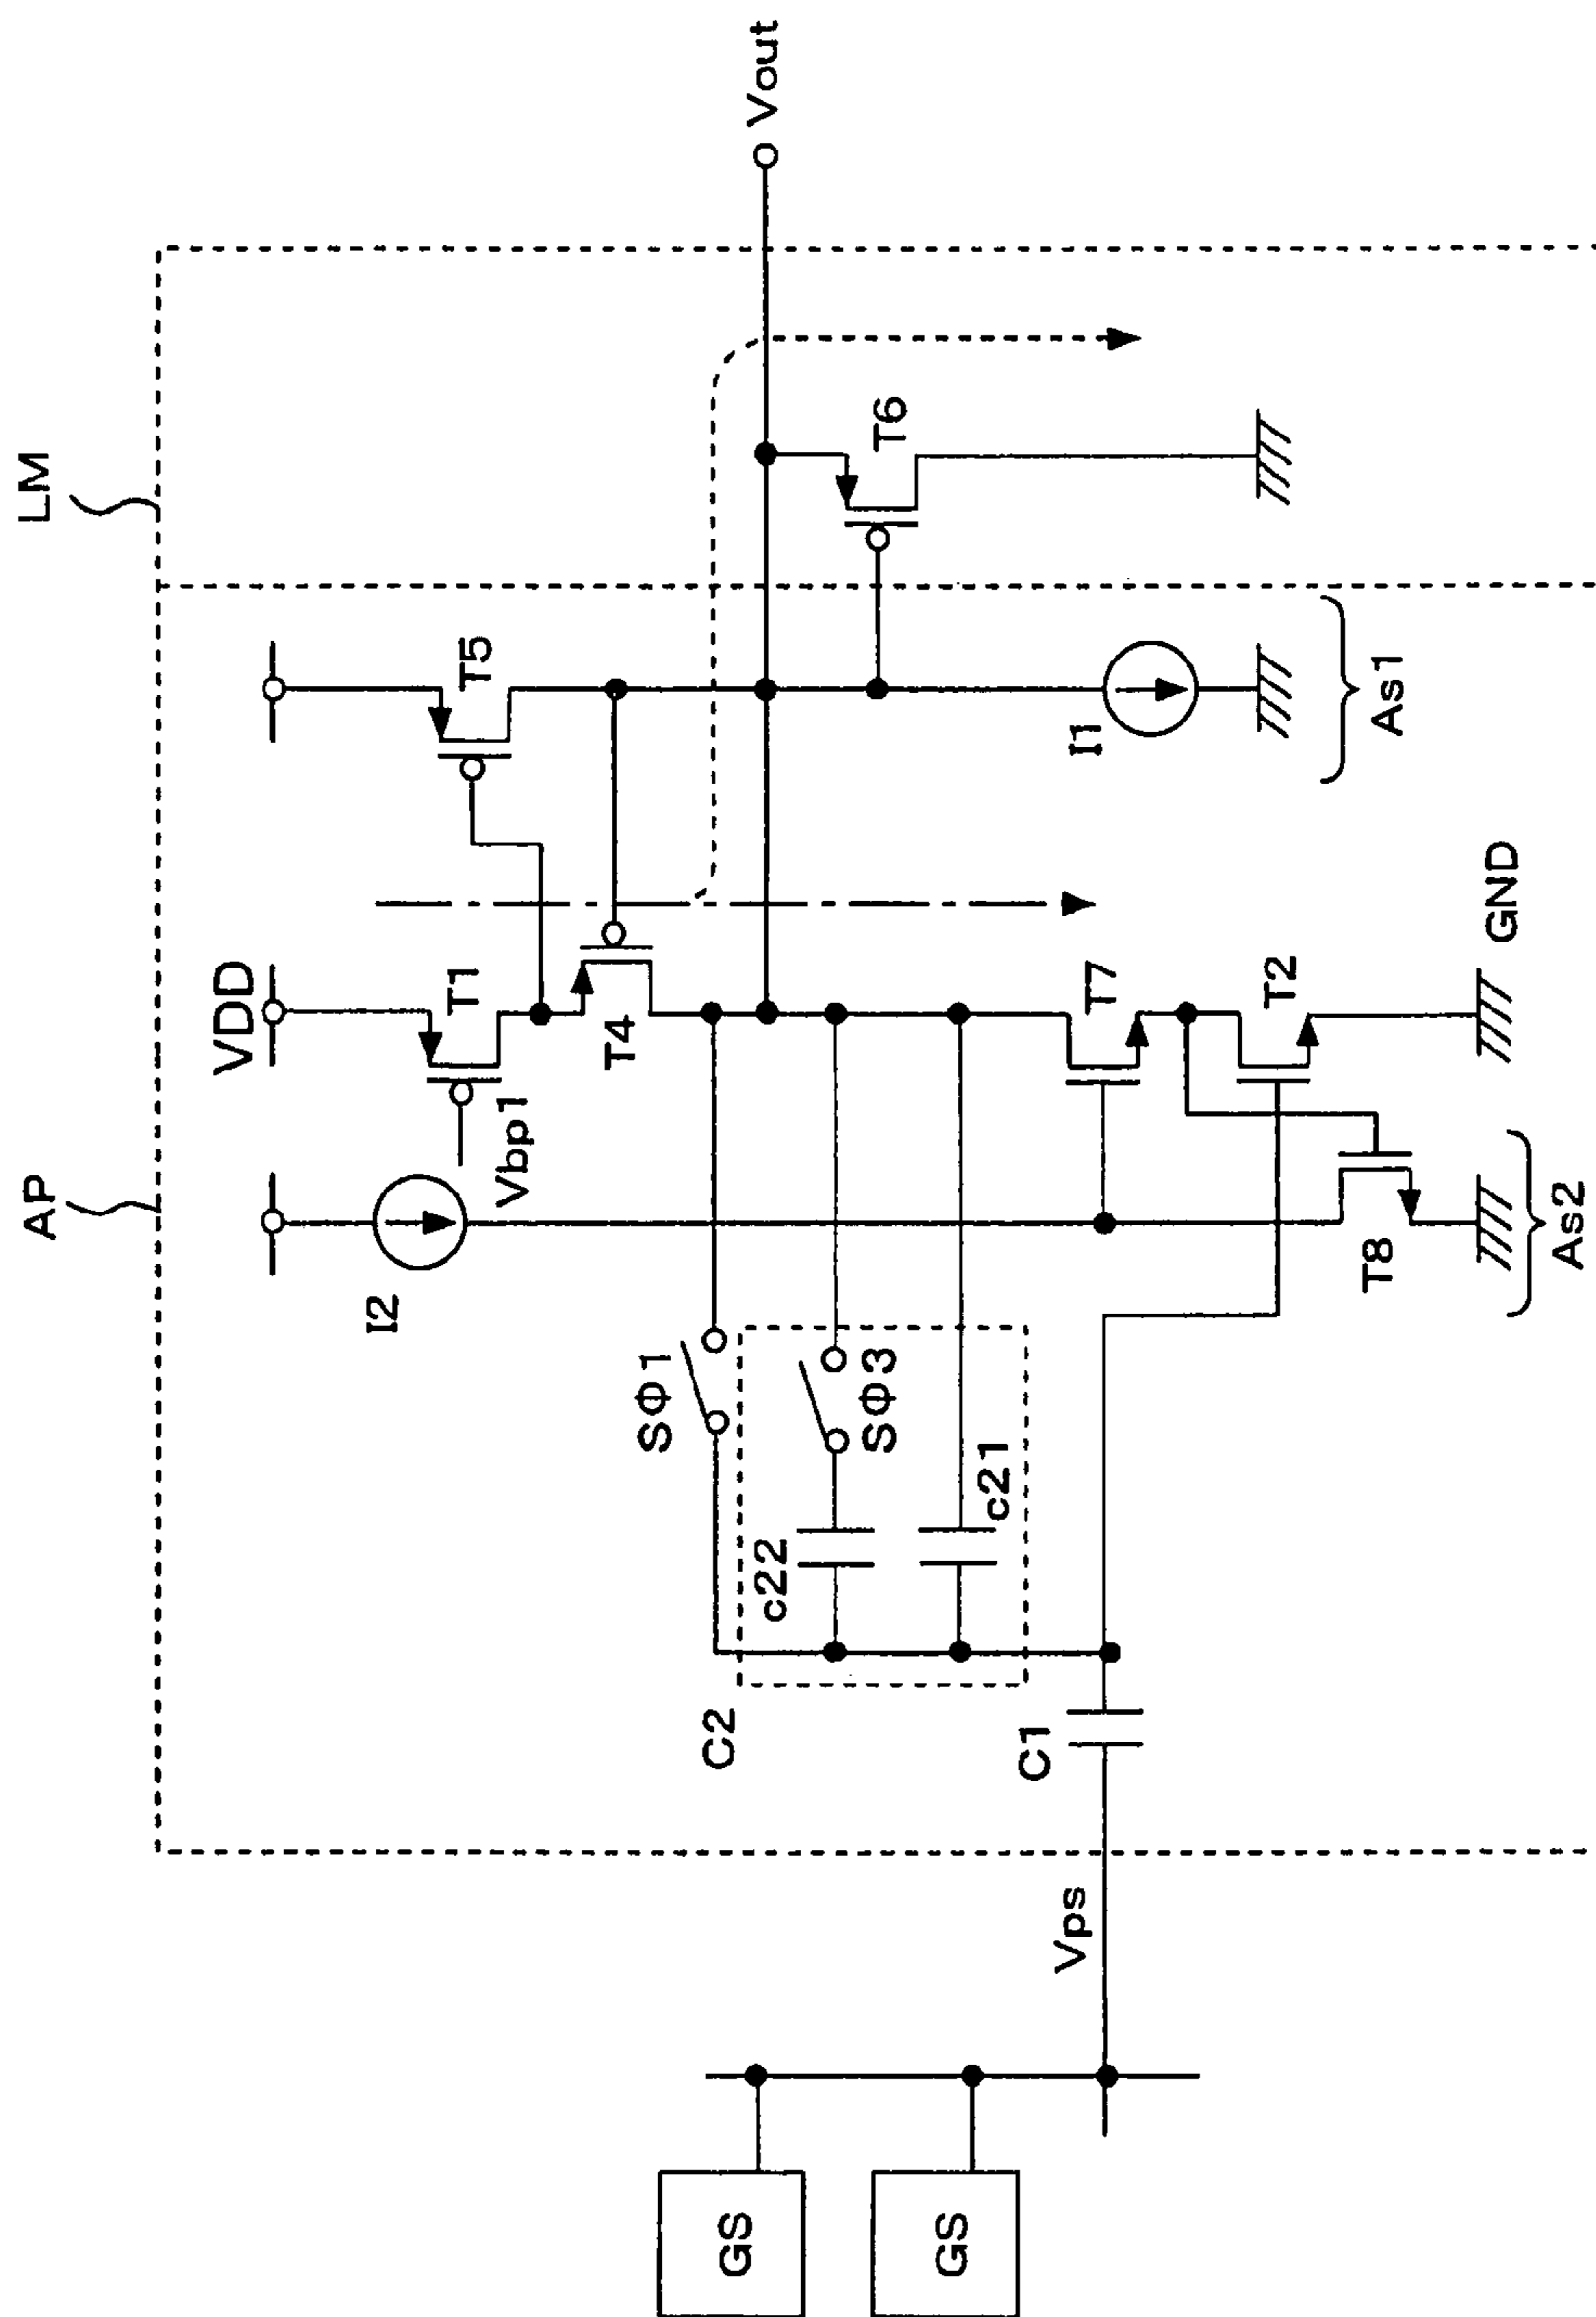 AP
LM
VDD
I2
Vbp1
T1
T5
SΦ1
T4
Vout
C2
c22
SΦ3
T6
c21
C1
Vps
T7
I1
T2
T8
GND
As2
As1
GS
GS